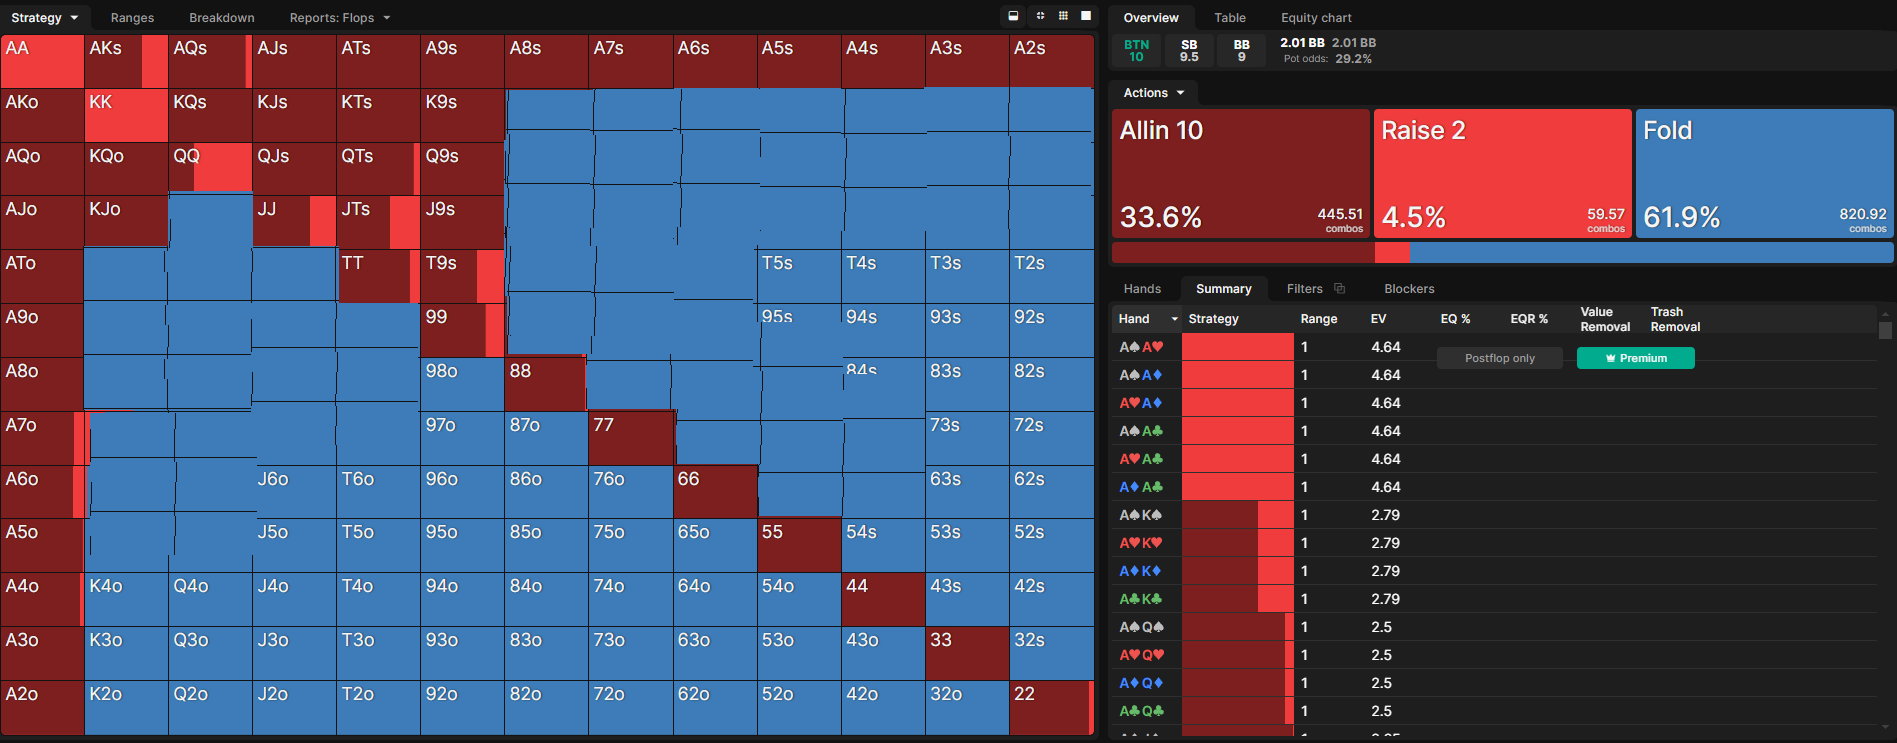 Strategy Ranges Breakdown Reports: Flops
AA AKs AQs AJs ATs A9s A8s A7s A6s A5s A4s A3s A2s
AKo KK KQs KJs KTs K9s
AQo KQo QQ QJs QTs Q9s
AJo KJo JJ JTs J9s
ATo TT T9s T5s T4s T3s T2s
A9o 99 95s 94s 93s 92s
A8o 98o 88 84s 83s 82s
A7o 97o 87o 77 73s 72s
A6o J6o T6o 96o 86o 76o 66 63s 62s
A5o J5o T5o 95o 85o 75o 65o 55 54s 53s 52s
A4o K4o Q4o J4o T4o 94o 84o 74o 64o 54o 44 43s 42s
A3o K3o Q3o J3o T3o 93o 83o 73o 63o 53o 43o 33 32s
A2o K2o Q2o J2o T2o 92o 82o 72o 62o 52o 42o 32o 22
Overview Table Equity chart
BTN SB BB 2.01 BB 2.01 BB
10 9.5 9 Pot odds: 29.2%
Actions
Allin 10 Raise 2 Fold
33.6% 445.51 combos 4.5% 59.57 combos 61.9% 820.92 combos
Hands Summary Filters Blockers
Hand Strategy Range EV EQ % EQR % Value Removal Trash Removal
A♠A♥ 1 4.64
Postflop only Premium
A♠A♦ 1 4.64
A♥A♦ 1 4.64
A♠A♣ 1 4.64
A♥A♣ 1 4.64
A♦A♣ 1 4.64
A♠K♠ 1 2.79
A♥K♥ 1 2.79
A♦K♦ 1 2.79
A♣K♣ 1 2.79
A♠Q♠ 1 2.5
A♥Q♥ 1 2.5
A♦Q♦ 1 2.5
A♣Q♣ 1 2.5